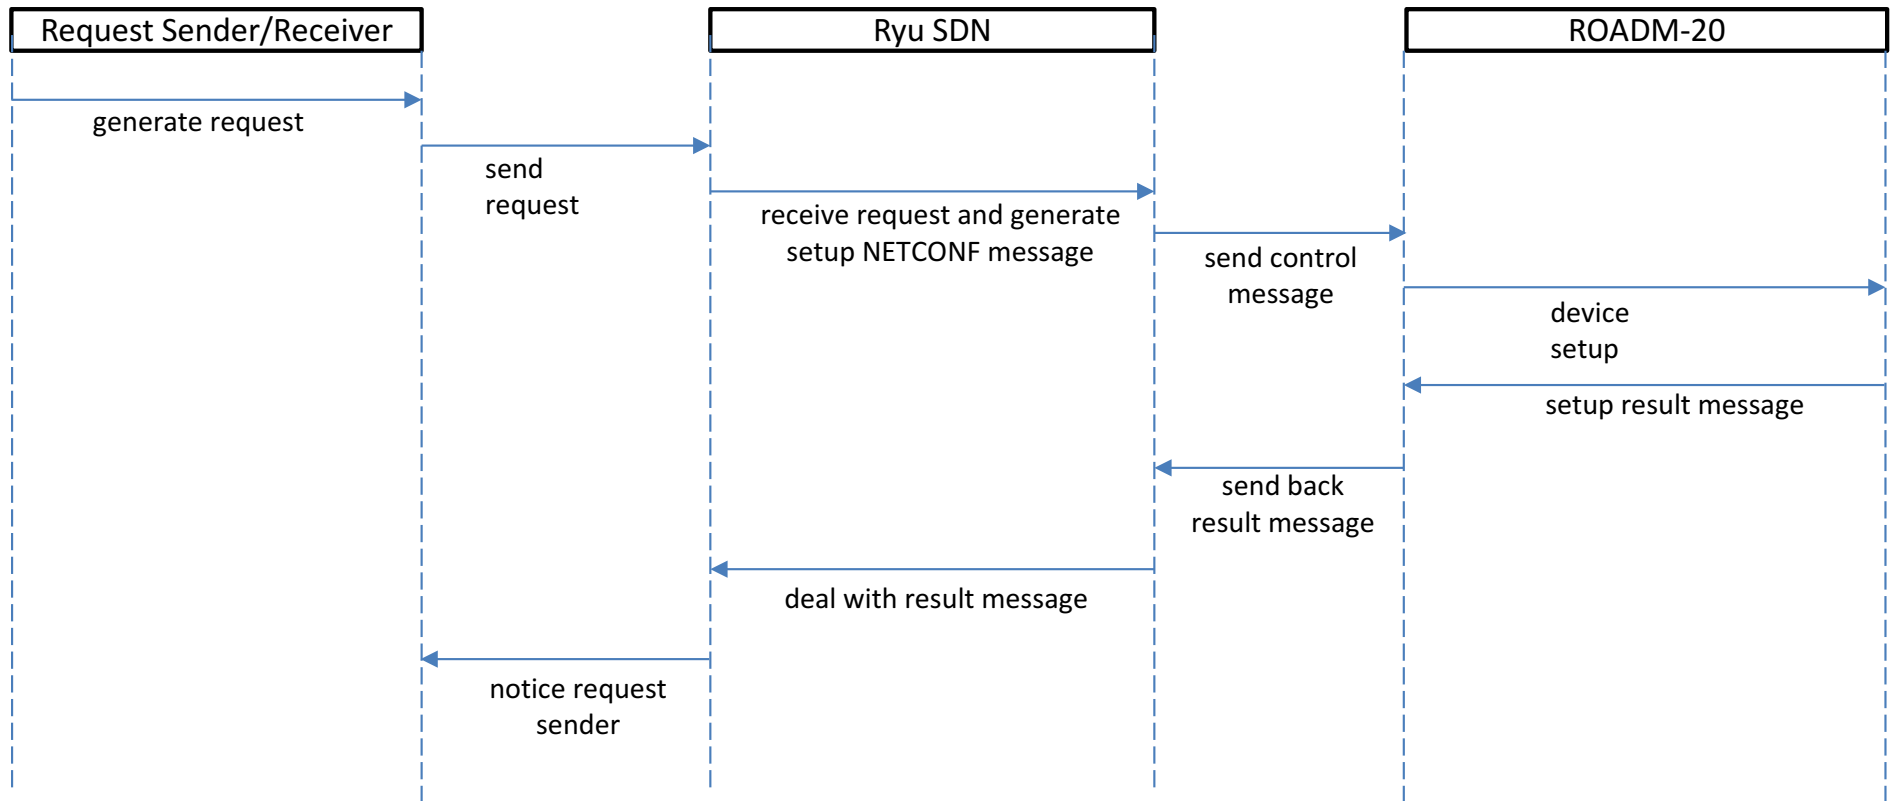 Request Sender/Receiver
Ryu SDN
ROADM-20
generate request
send
request
receive request and generate
setup NETCONF message
send control
message
device
setup
setup result message
send back
result message
deal with result message
notice request
sender